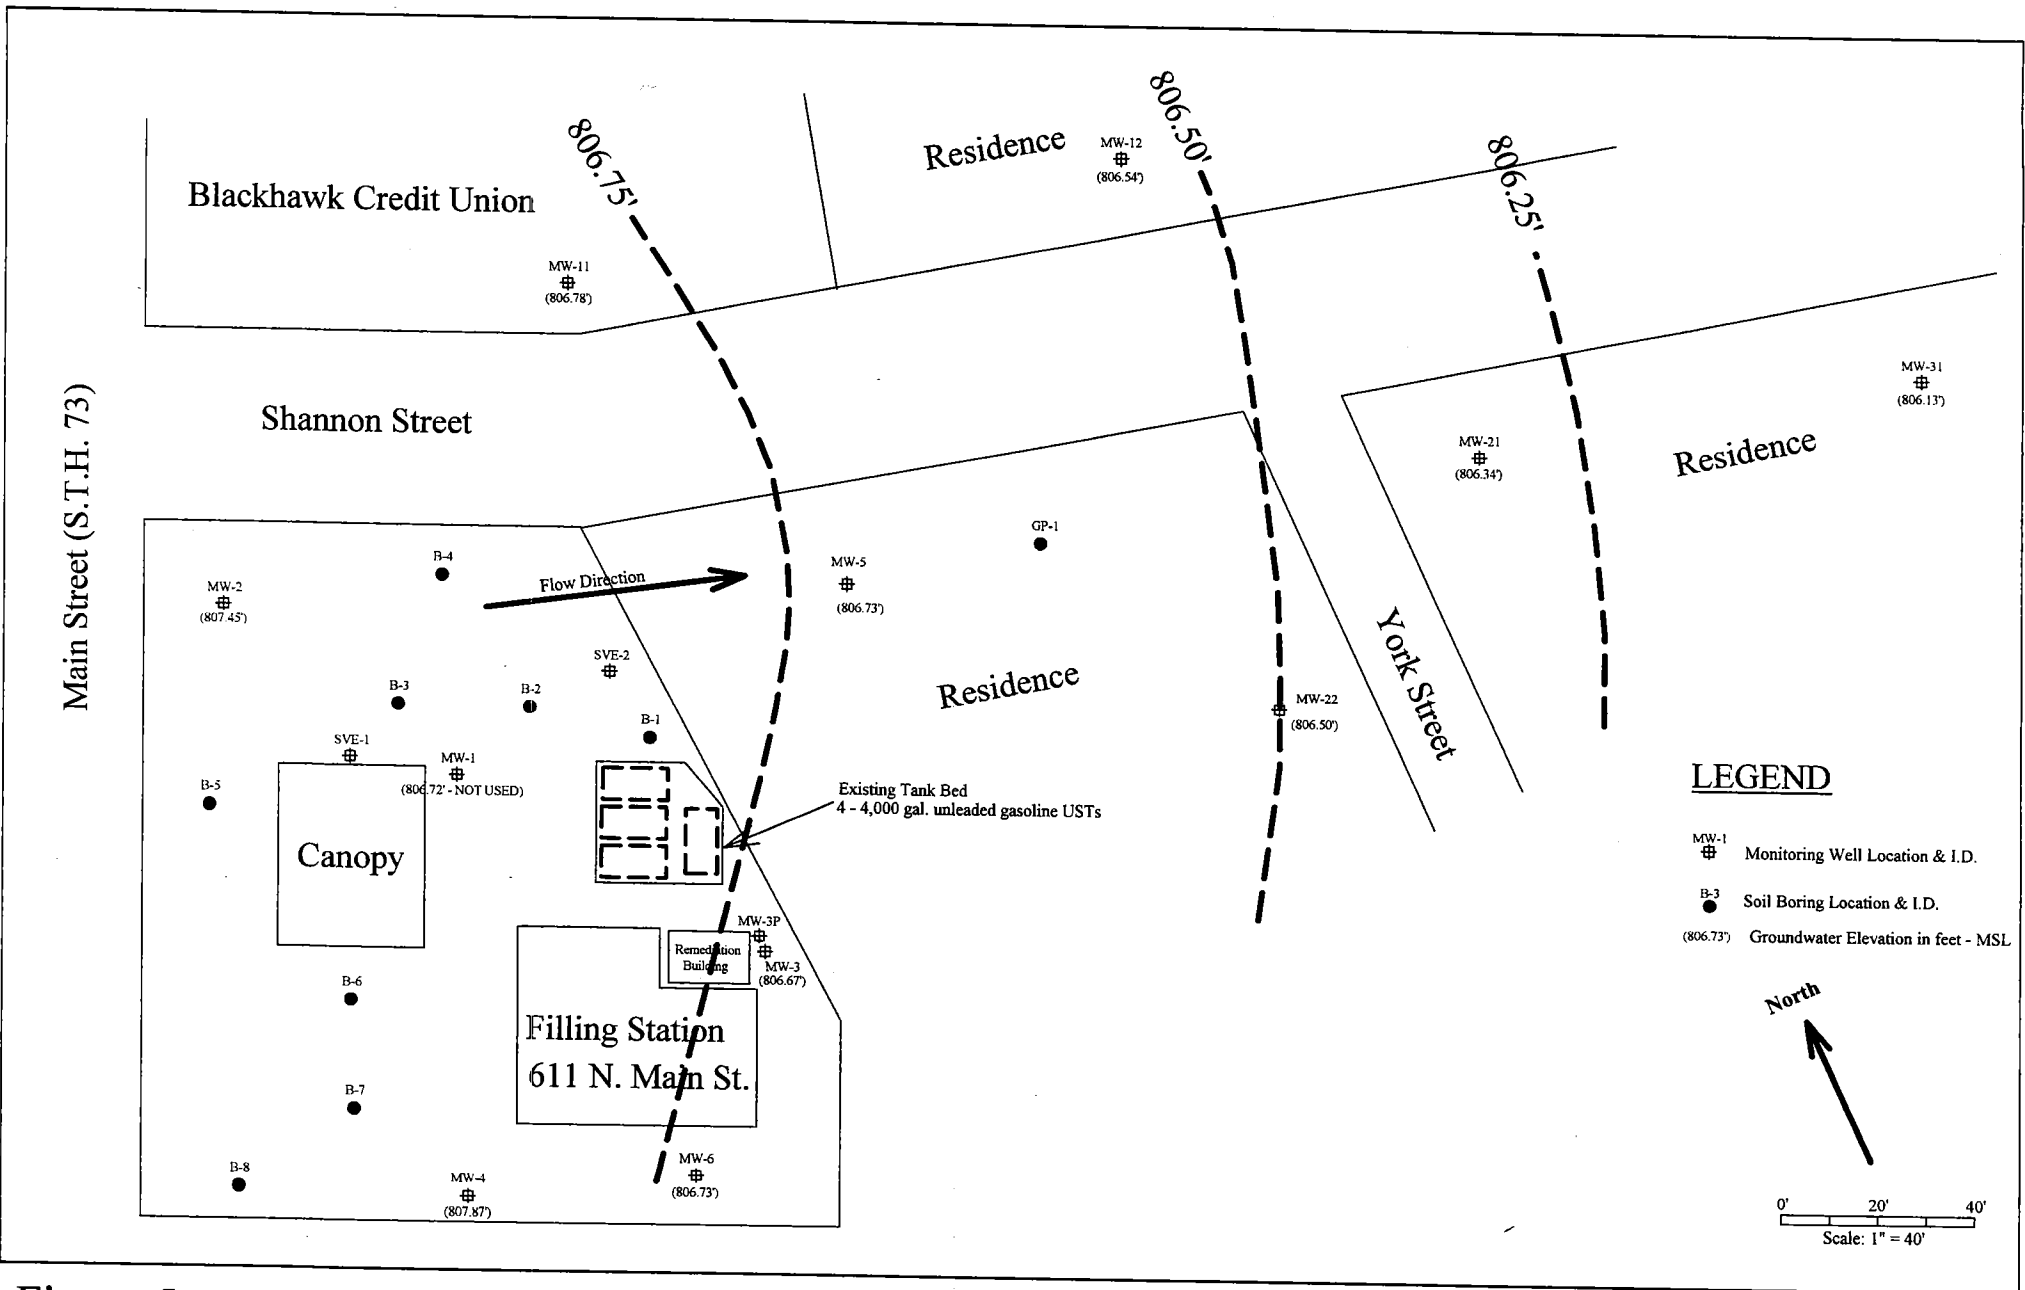 806.75'
806.50'
806.25'
Blackhawk Credit Union
Residence
MW-12
(806.54')
MW-11
(806.78')
Main Street (S.T.H. 73)
Shannon Street
MW-31
(806.13')
MW-21
(806.34')
Residence
GP-1
B-4
MW-2
(807.45')
Flow Direction
MW-5
(806.73')
SVE-2
B-3
B-2
B-1
Residence
MW-22
(806.50')
York Street
SVE-1
MW-1
(806.72' - NOT USED)
B-5
Canopy
Existing Tank Bed
4 - 4,000 gal. unleaded gasoline USTs
MW-3P
MW-3
(806.67')
Remediation
Building
B-6
Filling Station
611 N. Main St.
B-7
B-8
MW-4
(807.87')
MW-6
(806.73')
LEGEND
MW-1
Monitoring Well Location & I.D.
B-3
Soil Boring Location & I.D.
(806.73') Groundwater Elevation in feet - MSL
North
0' 20' 40'
Scale: 1" = 40'